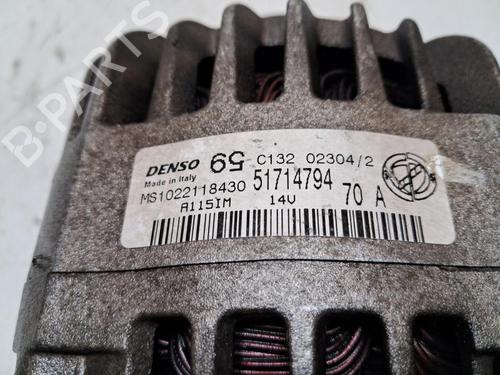 B-PARTS
DENSO 59 C132 02304/2
Made in Italy
MS1022118430 51714794
A115IM 14V 70 A